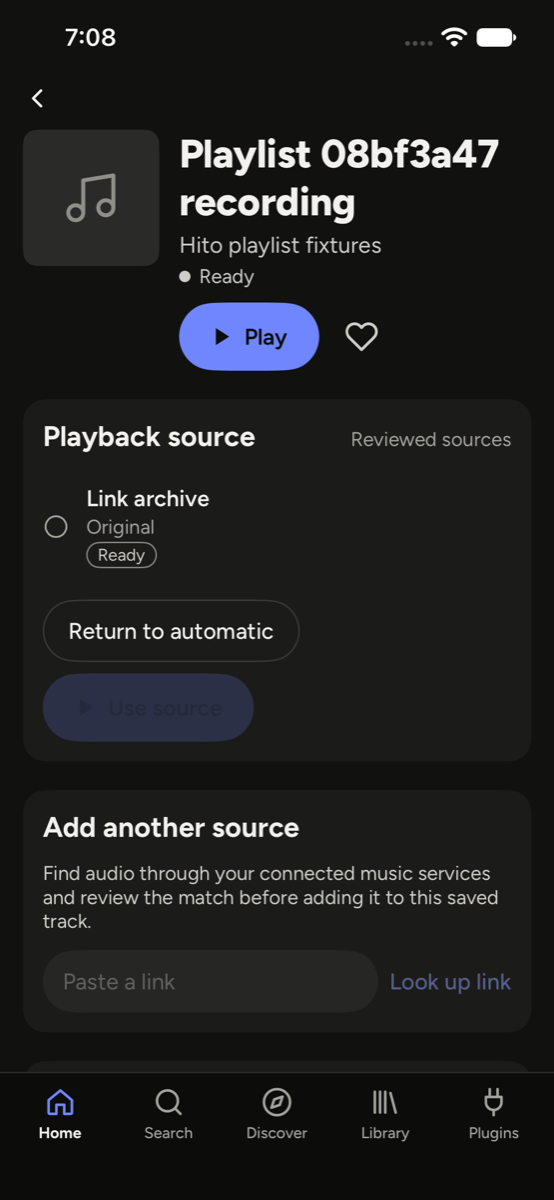 7:08
Playlist 08bf3a47
recording
Hito playlist fixtures
Ready
Play
Playback source
Reviewed sources
Link archive
Original
Ready
Return to automatic
Use source
Add another source
Find audio through your connected music services
and review the match before adding it to this saved
track.
Paste a link
Look up link
Home
Search
Discover
Library
Plugins